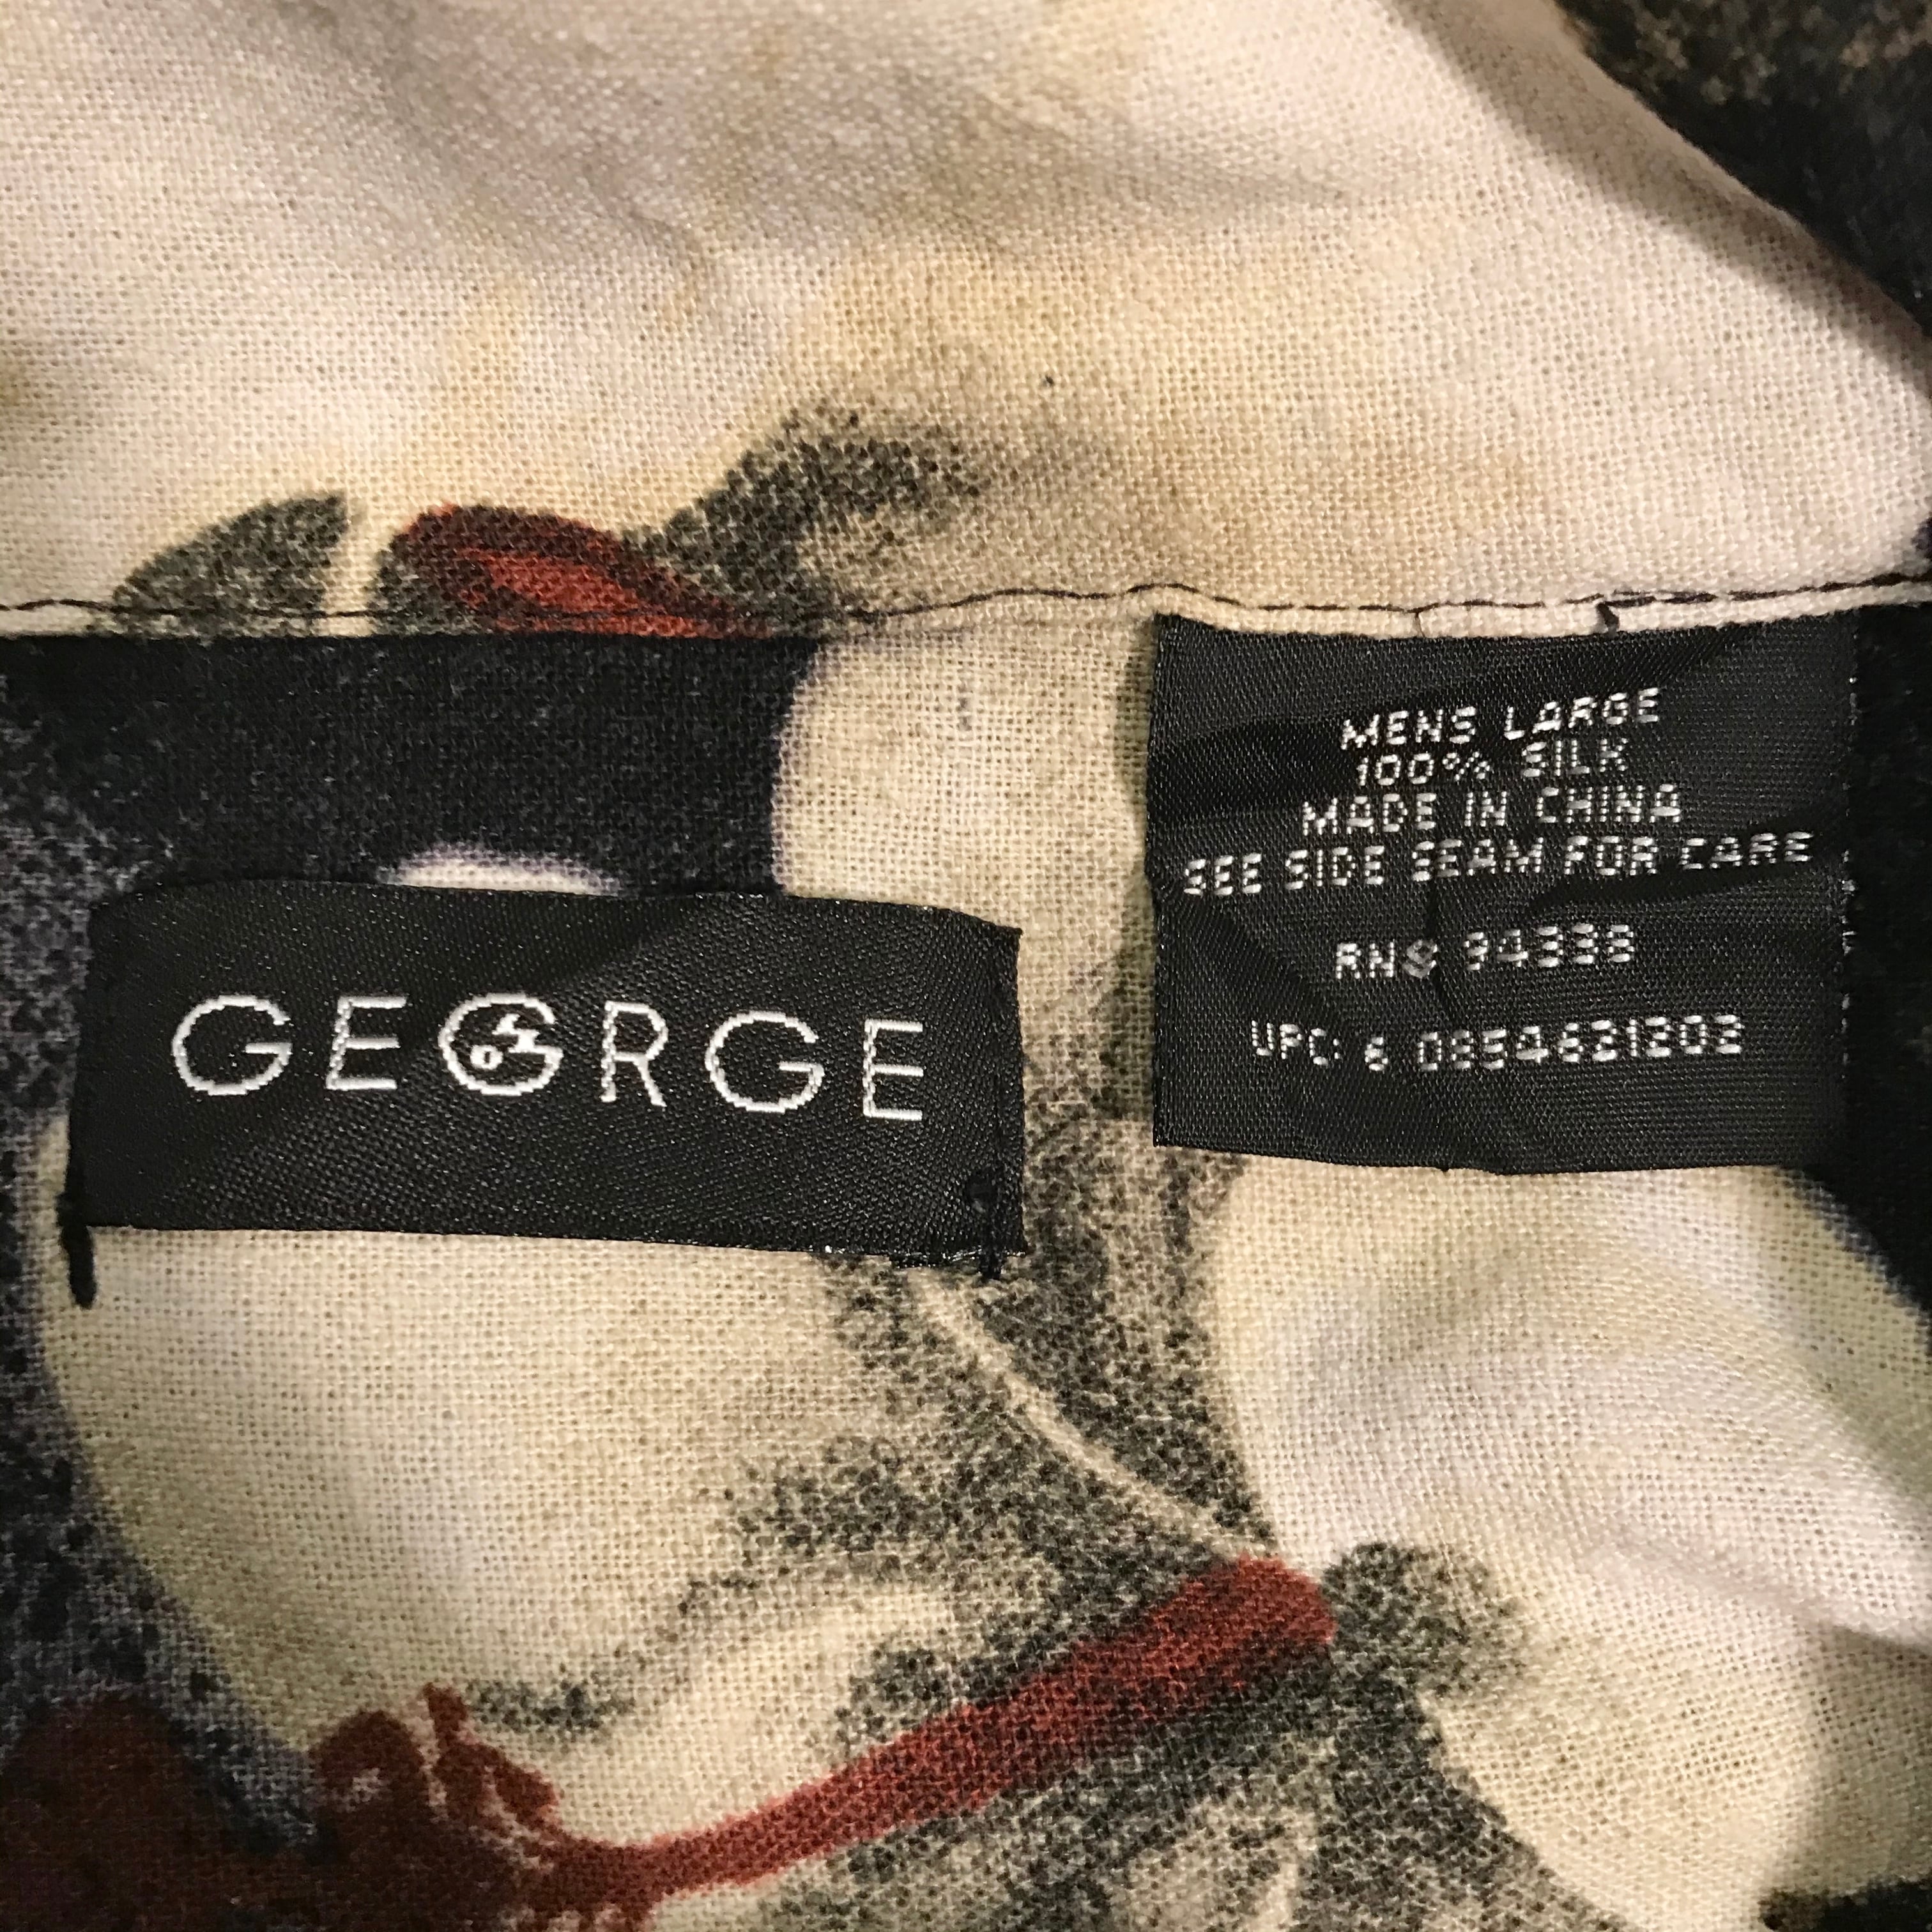 GEORGE
MENS LARGE
100% SILK
MADE IN CHINA
SEE SIDE SEAM FOR CARE
RN# 94338
UPC: 6 0854621202